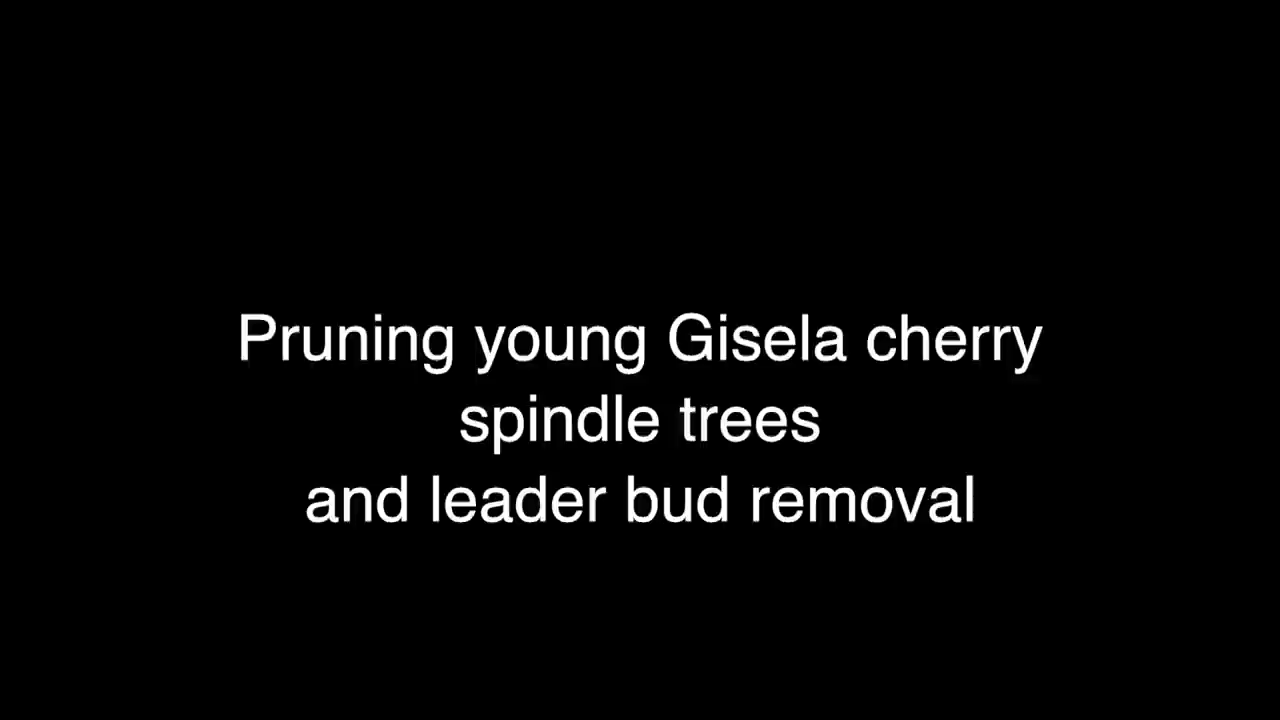 Pruning young Gisela cherry
spindle trees
and leader bud removal